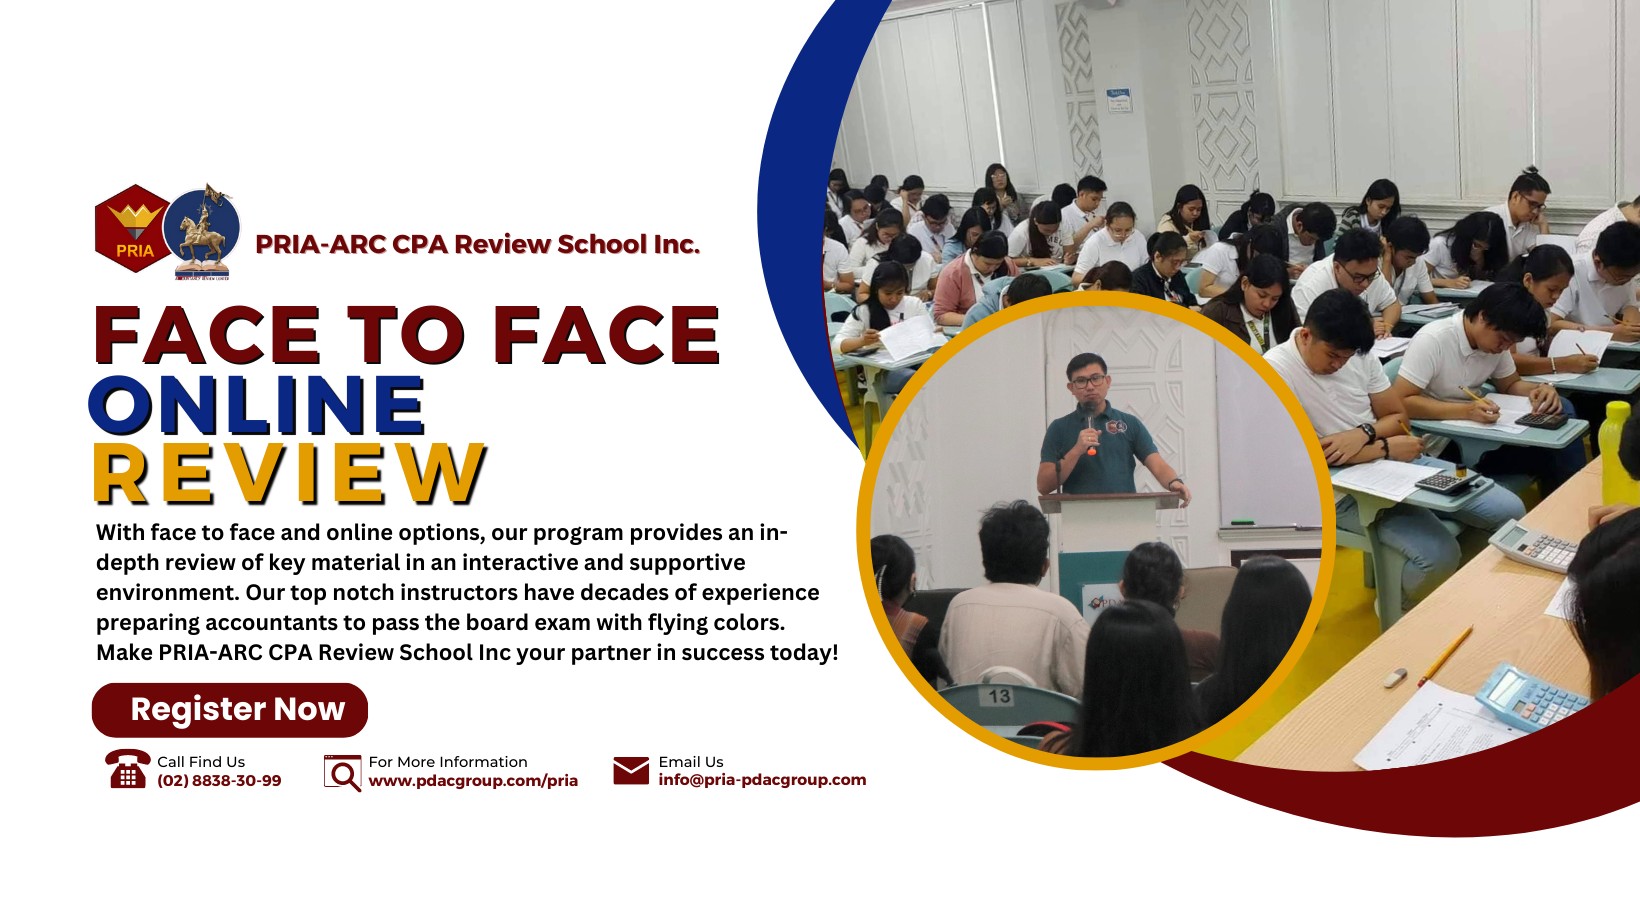 PRIA
PRIA-ARC CPA Review School Inc.
FACE TO FACE
ONLINE
REVIEW
With face to face and online options, our program provides an in-
depth review of key material in an interactive and supportive
environment. Our top notch instructors have decades of experience
preparing accountants to pass the board exam with flying colors.
Make PRIA-ARC CPA Review School Inc your partner in success today!
Register Now
Call Find Us
(02) 8838-30-99
For More Information
www.pdacgroup.com/pria
Email Us
info@pria-pdacgroup.com
13